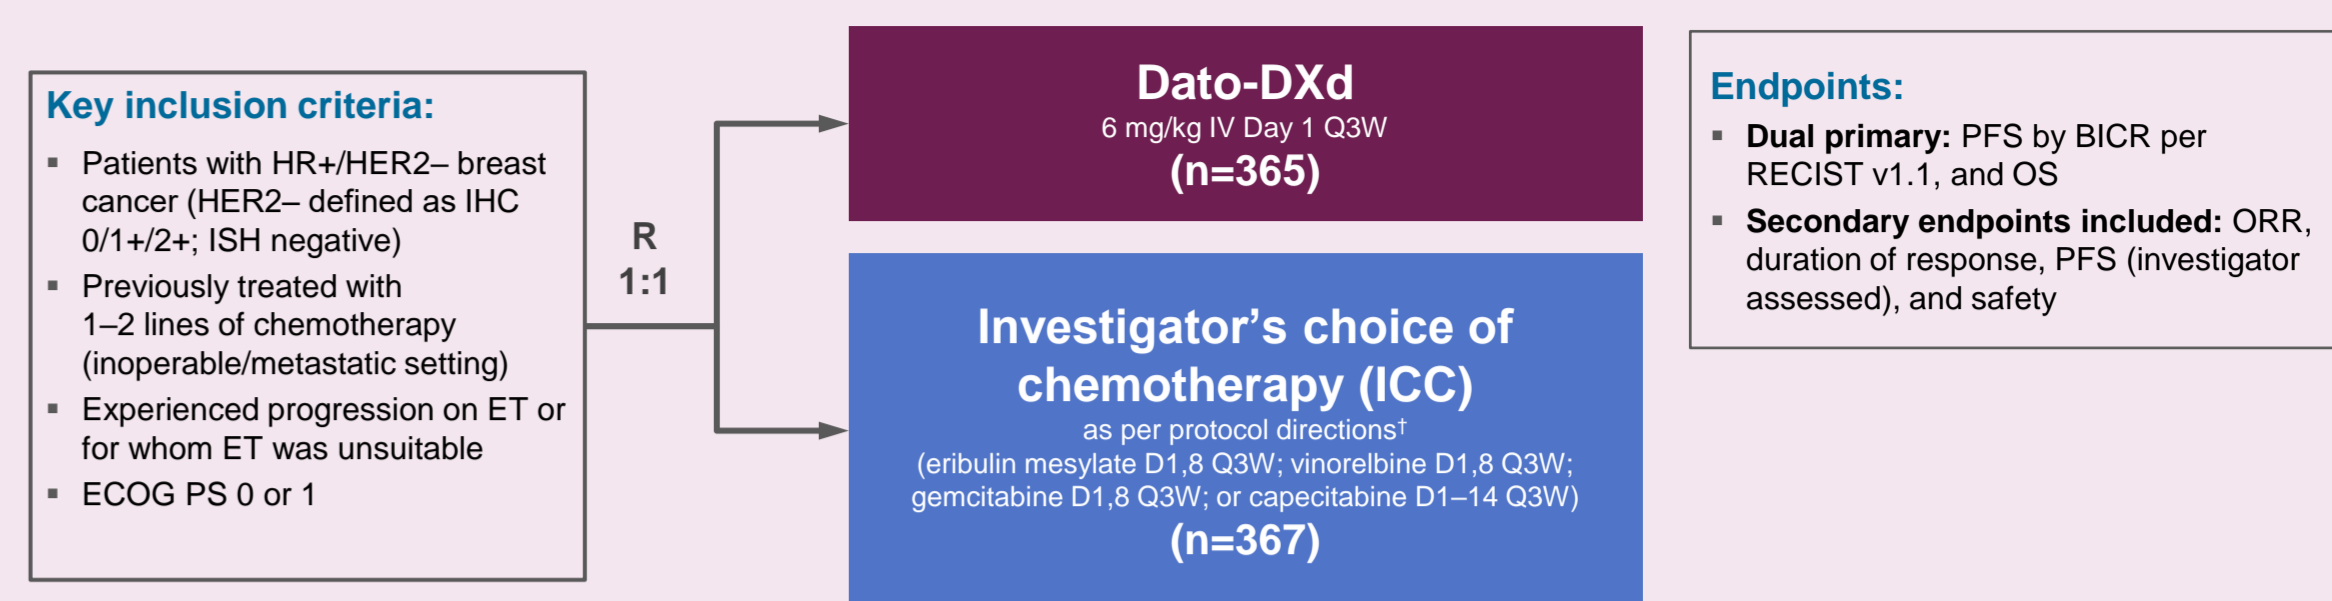 Key inclusion criteria:
▪ Patients with HR+/HER2– breast
cancer (HER2– defined as IHC
0/1+/2+; ISH negative)
▪ Previously treated with
1–2 lines of chemotherapy
(inoperable/metastatic setting)
▪ Experienced progression on ET or
for whom ET was unsuitable
▪ ECOG PS 0 or 1
R
1:1
Dato-DXd
6 mg/kg IV Day 1 Q3W
(n=365)
Investigator’s choice of
chemotherapy (ICC)
as per protocol directions†
(eribulin mesylate D1,8 Q3W; vinorelbine D1,8 Q3W;
gemcitabine D1,8 Q3W; or capecitabine D1–14 Q3W)
(n=367)
Endpoints:
▪ Dual primary: PFS by BICR per
RECIST v1.1, and OS
▪ Secondary endpoints included: ORR,
duration of response, PFS (investigator
assessed), and safety